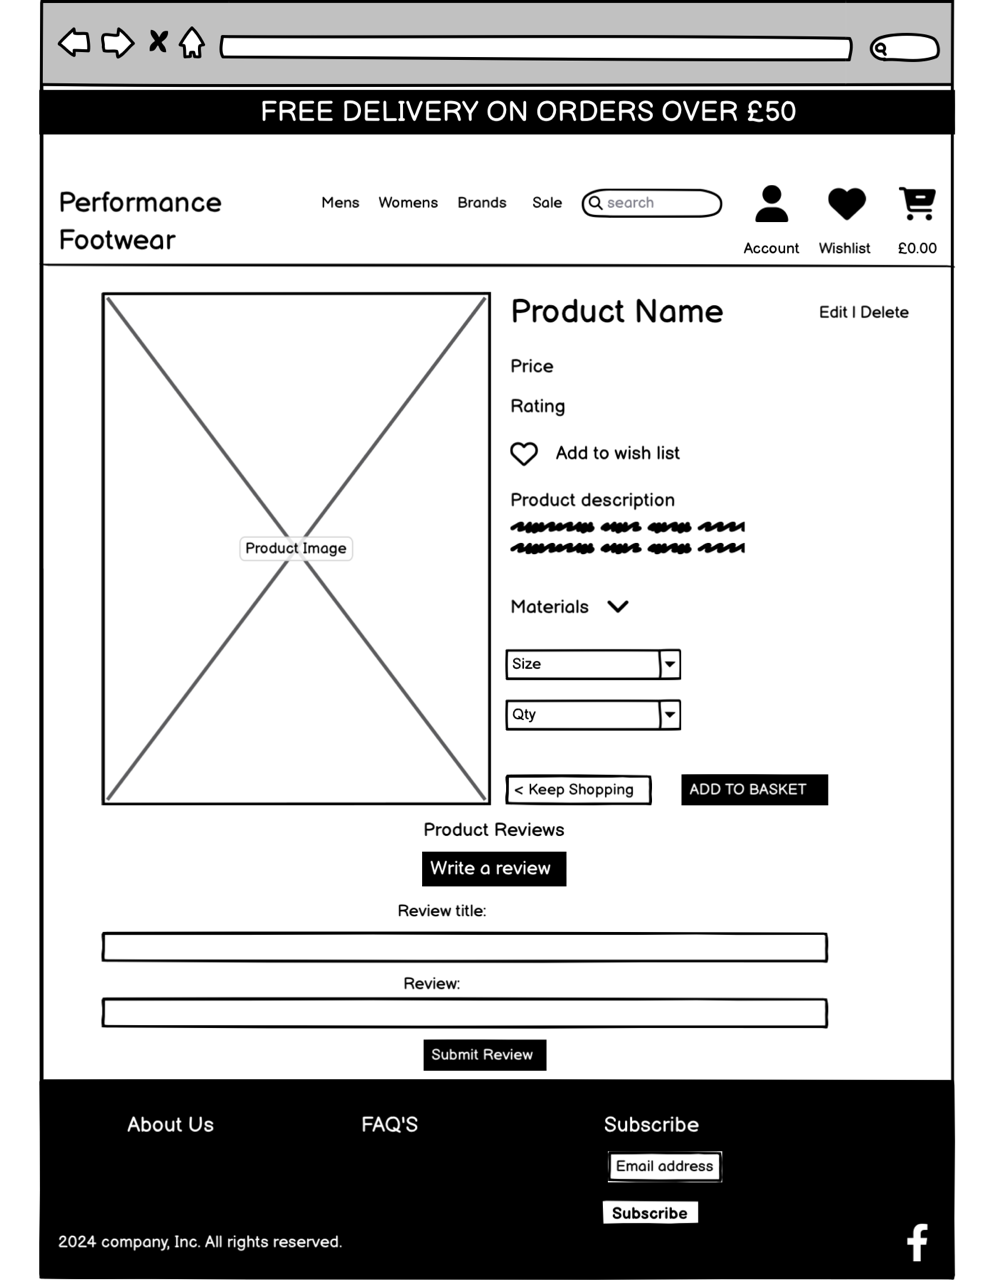 FREE DELIVERY ON ORDERS OVER £50
Performance
Footwear
Mens Womens Brands Sale search
Account Wishlist £0.00
Product Name
Edit | Delete
Price
Rating
Add to wish list
Product description
Product Image
Materials
Size
Qty
< Keep Shopping ADD TO BASKET
Product Reviews
Write a review
Review title:
Review:
Submit Review
About Us FAQ'S Subscribe
Email address
Subscribe
2024 company, Inc. All rights reserved.